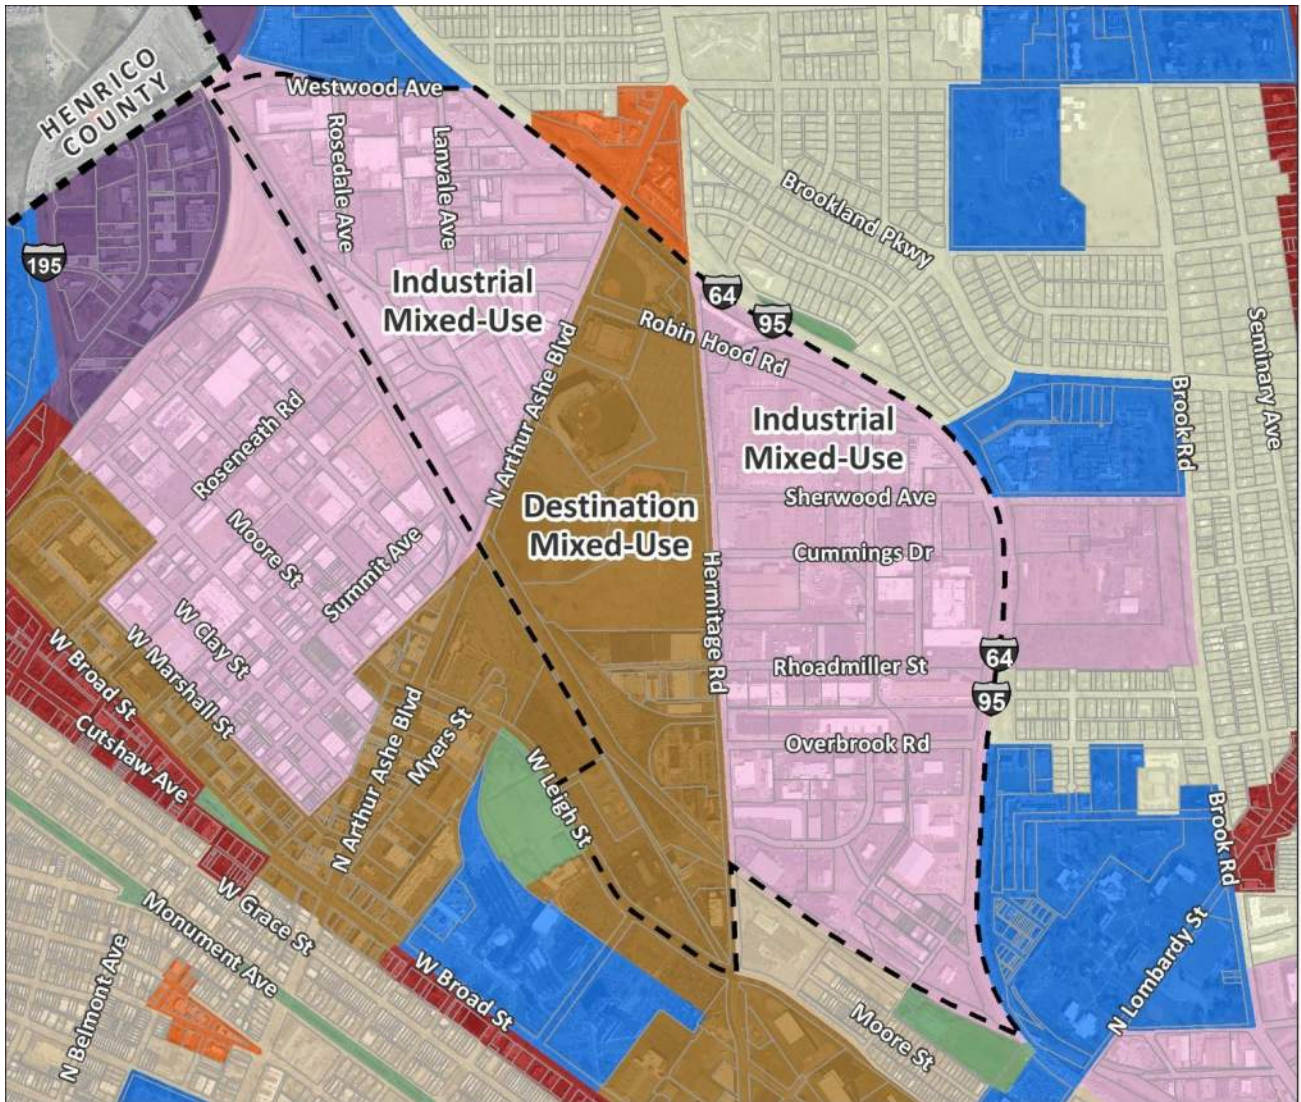 HENRICO
COUNTY
Westwood Ave
Rosedale Ave
Lanvale Ave
Brookland Pkwy
195
Industrial
Mixed-Use
64
95
Robin Hood Rd
N Arthur Ashe Blvd
Seminary Ave
Brook Rd
Roseneath Rd
Industrial
Mixed-Use
Sherwood Ave
Destination
Mixed-Use
Moore St
Summit Ave
Cummings Dr
Hermitage Rd
W Clay St
W Marshall St
W Broad St
Rhoadmiller St
64
95
Cutshaw Ave
N Arthur Ashe Blvd
Myers St
W Leigh St
Overbrook Rd
Brook Rd
W Grace St
Monument Ave
N Belmont Ave
W Broad St
Moore St
N Lombardy St